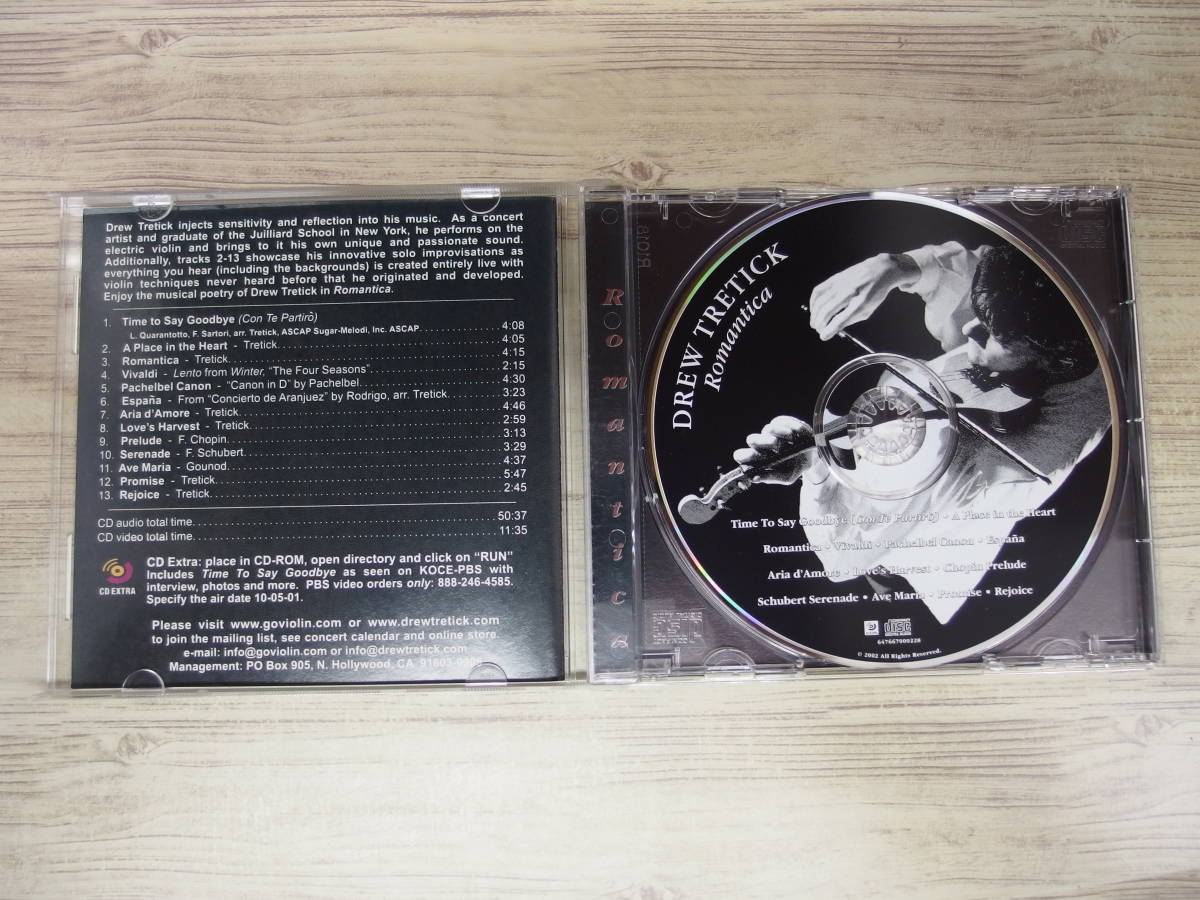 Drew Tretick injects sensitivity and reflection into his music. As a concert
artist and graduate of the Juilliard School in New York, he performs on the
electric violin and brings to it his own unique and passionate sound.
Additionally, tracks 2-13 showcase his innovative solo improvisations as
everything you hear (including the backgrounds) is created entirely live with
violin techniques never heard before that he originated and developed.
Enjoy the musical poetry of Drew Tretick in Romantica.
1. Time to Say Goodbye (Con Te Partirò)
L. Quarantotto, F. Sartori, arr. Tretick, ASCAP Sugar-Melodi, Inc. ASCAP 4:08
2. A Place in the Heart - Tretick 4:05
3. Romantica - Tretick 4:15
4. Vivaldi - Lento from Winter, "The Four Seasons" 2:15
5. Pachelbel Canon - "Canon in D" by Pachelbel 4:30
6. España - From "Concierto de Aranjuez" by Rodrigo, arr. Tretick 3:23
7. Aria d'Amore - Tretick 4:46
8. Love's Harvest - Tretick 2:59
9. Prelude - F. Chopin 3:13
10. Serenade - F. Schubert 3:29
11. Ave Maria - Gounod 4:37
12. Promise - Tretick 5:47
13. Rejoice - Tretick 2:45
CD audio total time 50:37
CD video total time 11:35
CD EXTRA
CD Extra: place in CD-ROM, open directory and click on "RUN"
Includes Time To Say Goodbye as seen on KOCE-PBS with
interview, photos and more. PBS video orders only: 888-246-4585.
Specify the air date 10-05-01.
Please visit www.goviolin.com or www.drewtretick.com
to join the mailing list, see concert calendar and online store.
e-mail: info@goviolin.com or info@drewtretick.com
Management: PO Box 905, N. Hollywood, CA. 91603-0905
Romantica
DREW TRETICK
Romantica
Time To Say Goodbye (Con Te Partirò) • A Place in the Heart
Romantica • Vivaldi • Pachelbel Canon • España
Aria d'Amore • Love's Harvest • Chopin Prelude
Schubert Serenade • Ave Maria • Promise • Rejoice
disc
647667000228
© 2002 All Rights Reserved.